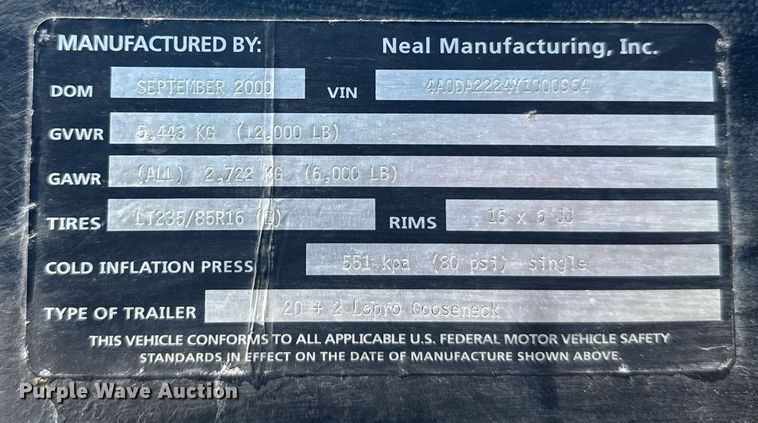 MANUFACTURED BY: Neal Manufacturing, Inc.
DOM SEPTEMBER 2000 VIN 4A0DA2224Y1000964
GVWR 5,443 KG (12,000 LB)
GAWR (ALL) 2,722 KG (6,000 LB)
TIRES LT235/85R16 (E) RIMS 16 x 6 JJ
COLD INFLATION PRESS 551 kpa (80 psi) single
TYPE OF TRAILER 20 + 2 Lopro Gooseneck
THIS VEHICLE CONFORMS TO ALL APPLICABLE U.S. FEDERAL MOTOR VEHICLE SAFETY
STANDARDS IN EFFECT ON THE DATE OF MANUFACTURE SHOWN ABOVE.
Purple Wave Auction